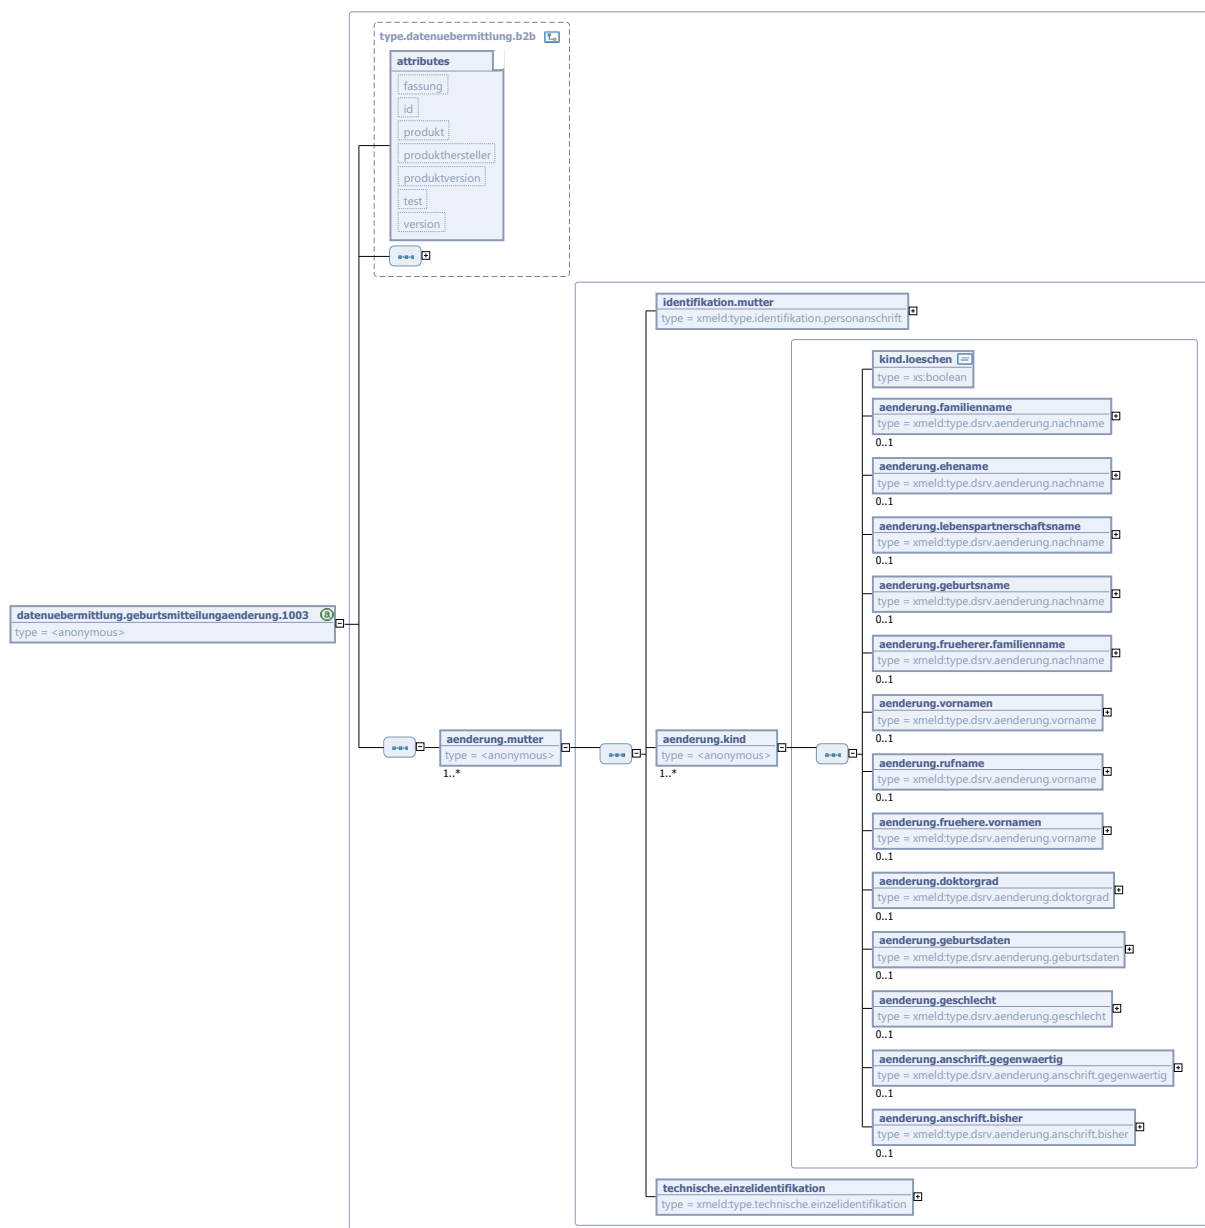 type.datenuebermittlung.b2b
attributes
fassung
id
produkt
produkthersteller
produktversion
test
version
identifikation.mutter
type = xmeld:type.identifikation.personanschrift
kind.loeschen
type = xs:boolean
aenderung.familienname
type = xmeld:type.dsrv.aenderung.nachname
0..1
aenderung.ehename
type = xmeld:type.dsrv.aenderung.nachname
0..1
aenderung.lebenspartnerschaftsname
type = xmeld:type.dsrv.aenderung.nachname
0..1
aenderung.geburtsname
type = xmeld:type.dsrv.aenderung.nachname
0..1
datenuebermittlung.geburtsmitteilungaenderung.1003
a
type = <anonymous>
aenderung.frueherer.familienname
type = xmeld:type.dsrv.aenderung.nachname
0..1
aenderung.vornamen
type = xmeld:type.dsrv.aenderung.vorname
0..1
aenderung.mutter
type = <anonymous>
1..*
aenderung.kind
type = <anonymous>
1..*
aenderung.rufname
type = xmeld:type.dsrv.aenderung.vorname
0..1
aenderung.fruehere.vornamen
type = xmeld:type.dsrv.aenderung.vorname
0..1
aenderung.doktorgrad
type = xmeld:type.dsrv.aenderung.doktorgrad
0..1
aenderung.geburtsdaten
type = xmeld:type.dsrv.aenderung.geburtsdaten
0..1
aenderung.geschlecht
type = xmeld:type.dsrv.aenderung.geschlecht
0..1
aenderung.anschrift.gegenwaertig
type = xmeld:type.dsrv.aenderung.anschrift.gegenwaertig
0..1
aenderung.anschrift.bisher
type = xmeld:type.dsrv.aenderung.anschrift.bisher
0..1
technische.einzelidentifikation
type = xmeld:type.technische.einzelidentifikation